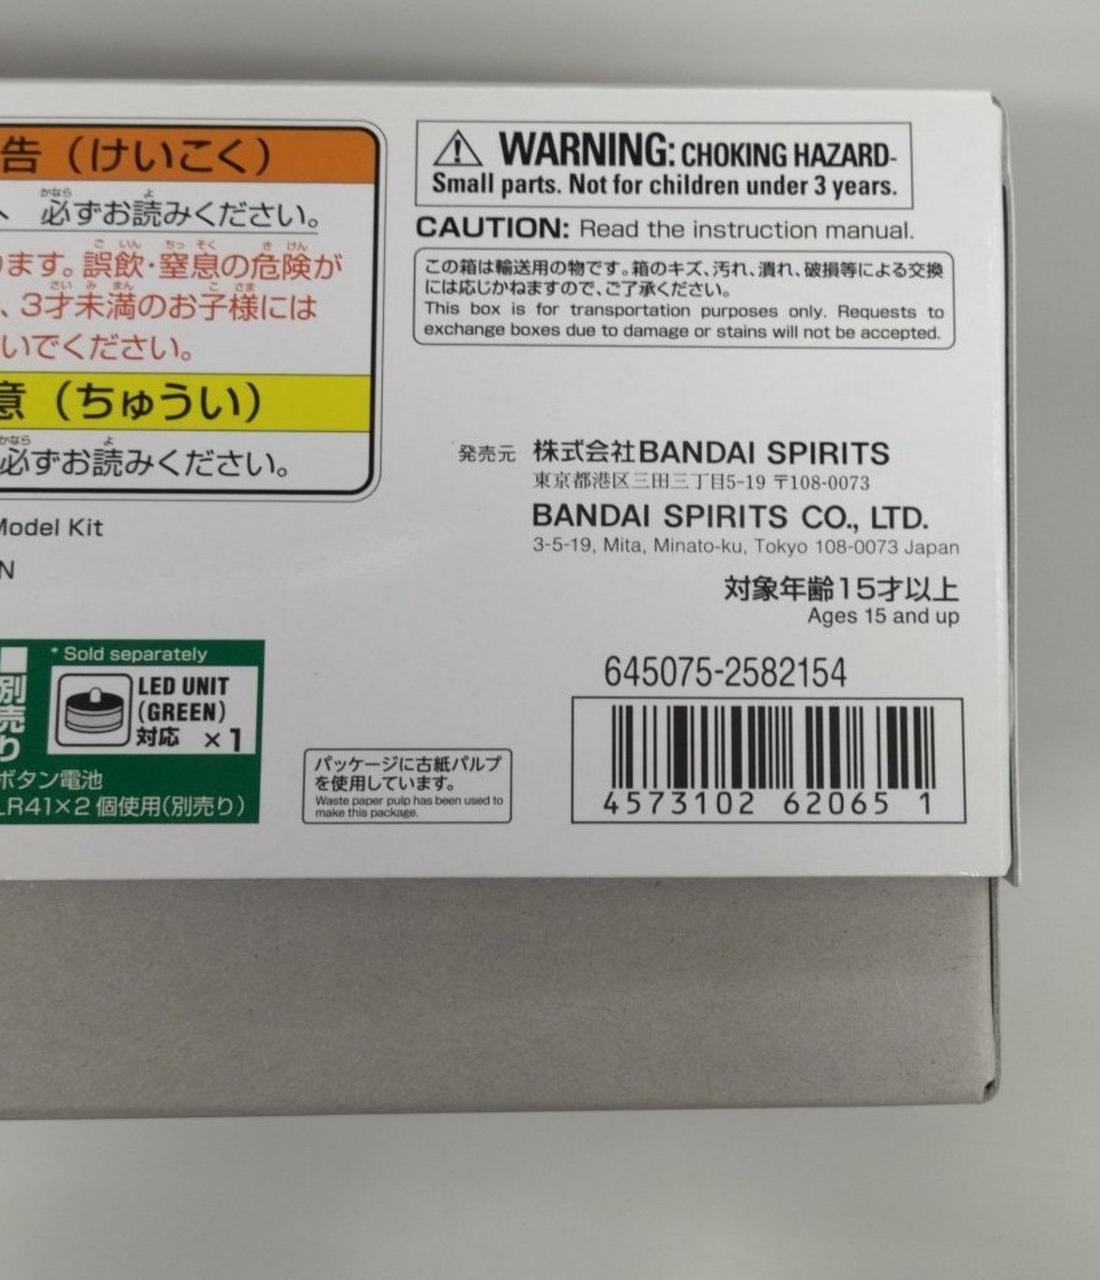 告（けいこく）
必ずお読みください。
ります。誤飲・窒息の危険が
、3才未満のお子様には
いでください。
意（ちゅうい）
必ずお読みください。
Model Kit
N
別売り
* Sold separately
LED UNIT
(GREEN)
対応 ×1
ボタン電池
LR41×2 個使用(別売り)
WARNING: CHOKING HAZARD-
Small parts. Not for children under 3 years.
CAUTION: Read the instruction manual.
この箱は輸送用の物です。箱のキズ、汚れ、潰れ、破損等による交換
には応じかねますので、ご了承ください。
This box is for transportation purposes only. Requests to
exchange boxes due to damage or stains will not be accepted.
発売元 株式会社BANDAI SPIRITS
東京都港区三田三丁目5-19 〒108-0073
BANDAI SPIRITS CO., LTD.
3-5-19, Mita, Minato-ku, Tokyo 108-0073 Japan
対象年齢15才以上
Ages 15 and up
645075-2582154
4573102 62065 1
パッケージに古紙パルプ
を使用しています。
Waste paper pulp has been used to
make this package.